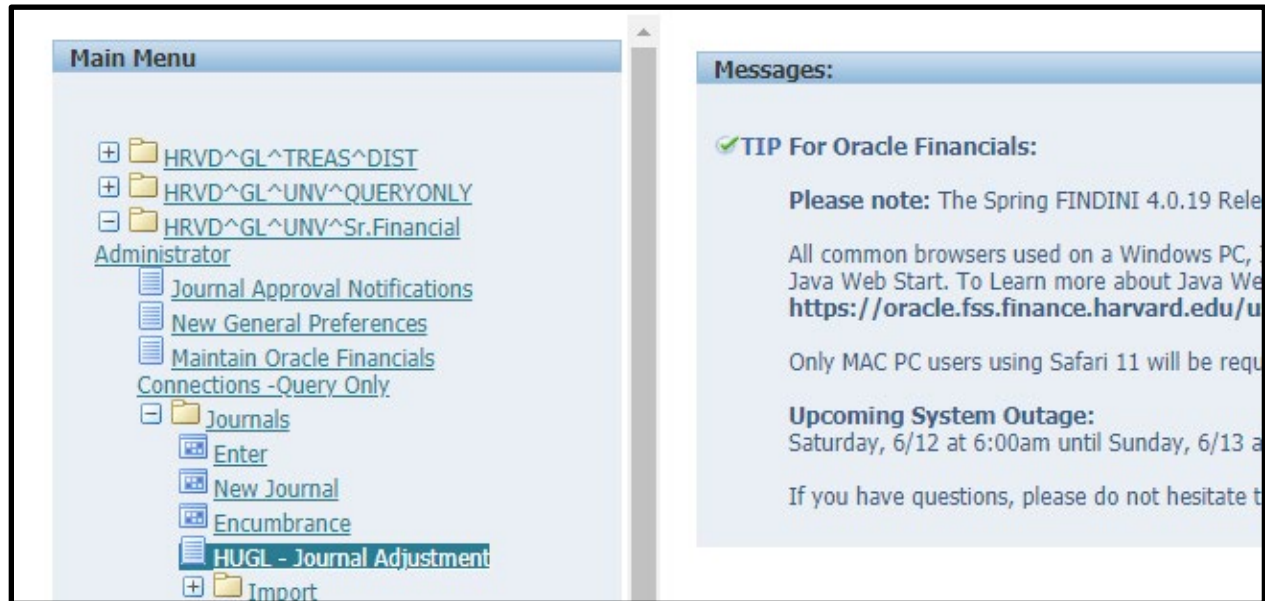 Main Menu
HRVD^GL^TREAS^DIST
HRVD^GL^UNV^QUERYONLY
HRVD^GL^UNV^Sr.Financial
Administrator
Journal Approval Notifications
New General Preferences
Maintain Oracle Financials
Connections -Query Only
Journals
Enter
New Journal
Encumbrance
HUGL - Journal Adjustment
Import
Messages:
TIP For Oracle Financials:
Please note: The Spring FINDINI 4.0.19 Rele
All common browsers used on a Windows PC,
Java Web Start. To Learn more about Java We
https://oracle.fss.finance.harvard.edu/u
Only MAC PC users using Safari 11 will be requ
Upcoming System Outage:
Saturday, 6/12 at 6:00am until Sunday, 6/13 a
If you have questions, please do not hesitate t